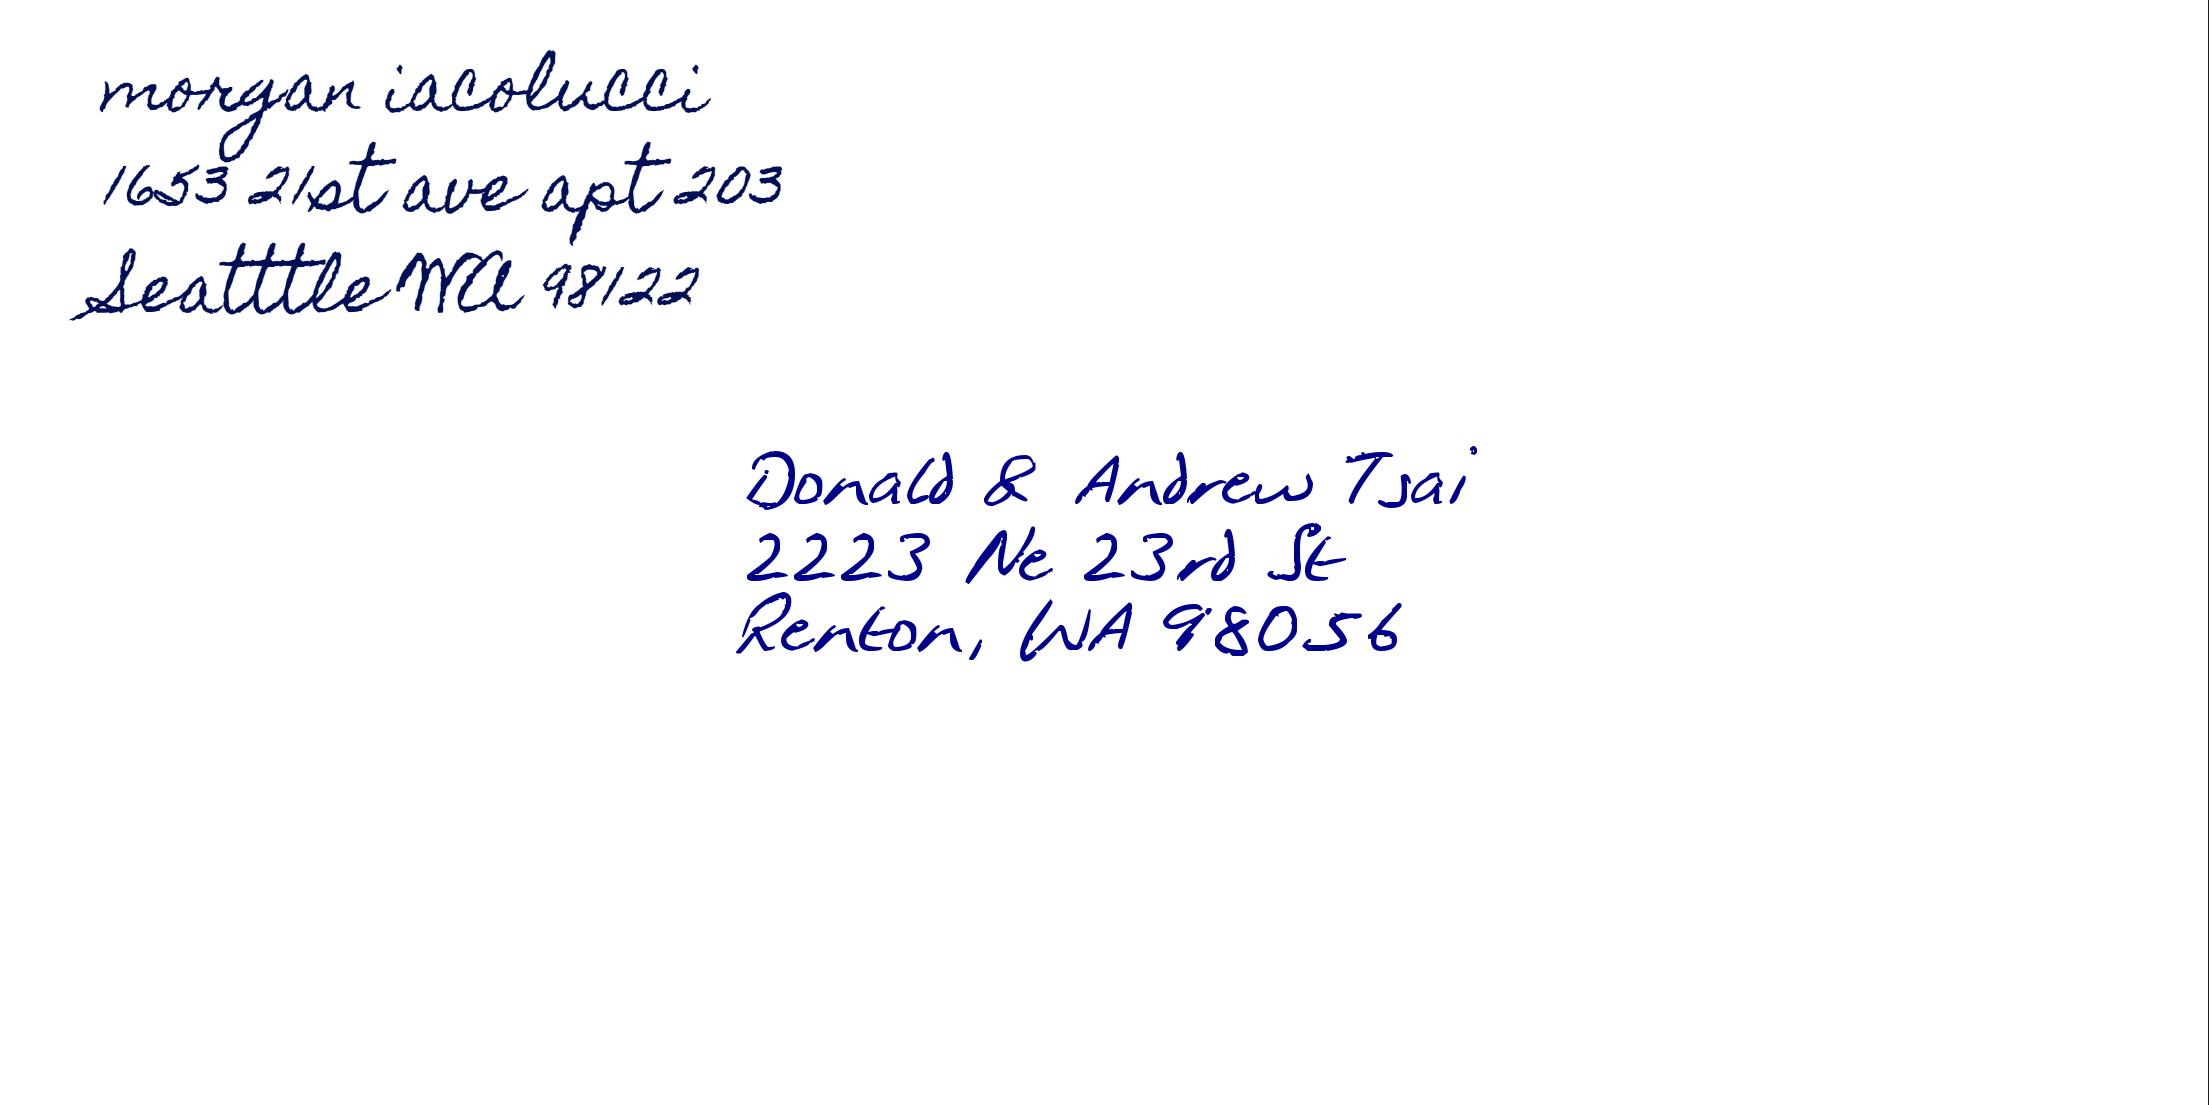 morgan iacolucci
1653 21st ave apt 203
Seatttle WA 98122
Donald & Andrew Tsai
2223 Ne 23rd St
Renton, WA 98056